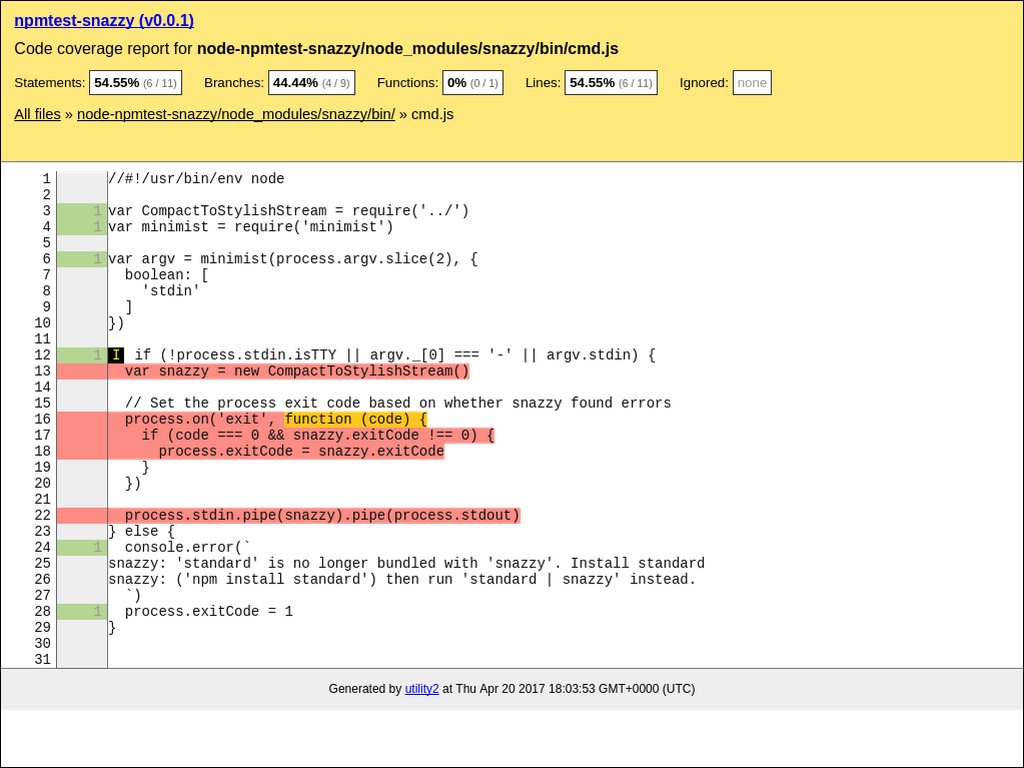 npmtest-snazzy (v0.0.1)
Code coverage report for node-npmtest-snazzy/node_modules/snazzy/bin/cmd.js
Statements: 54.55% (6 / 11) Branches: 44.44% (4 / 9) Functions: 0% (0 / 1) Lines: 54.55% (6 / 11) Ignored: none
All files » node-npmtest-snazzy/node_modules/snazzy/bin/ » cmd.js
1 //#!/usr/bin/env node
2
3 1 var CompactToStylishStream = require('../')
4 1 var minimist = require('minimist')
5
6 1 var argv = minimist(process.argv.slice(2), {
7   boolean: [
8     'stdin'
9   ]
10 })
11
12 1 I if (!process.stdin.isTTY || argv._[0] === '-' || argv.stdin) {
13   var snazzy = new CompactToStylishStream()
14
15   // Set the process exit code based on whether snazzy found errors
16   process.on('exit', function (code) {
17     if (code === 0 && snazzy.exitCode !== 0) {
18       process.exitCode = snazzy.exitCode
19     }
20   })
21
22   process.stdin.pipe(snazzy).pipe(process.stdout)
23 } else {
24 1   console.error(`
25 snazzy: 'standard' is no longer bundled with 'snazzy'. Install standard
26 snazzy: ('npm install standard') then run 'standard | snazzy' instead.
27   `)
28 1   process.exitCode = 1
29 }
30
31
Generated by utility2 at Thu Apr 20 2017 18:03:53 GMT+0000 (UTC)